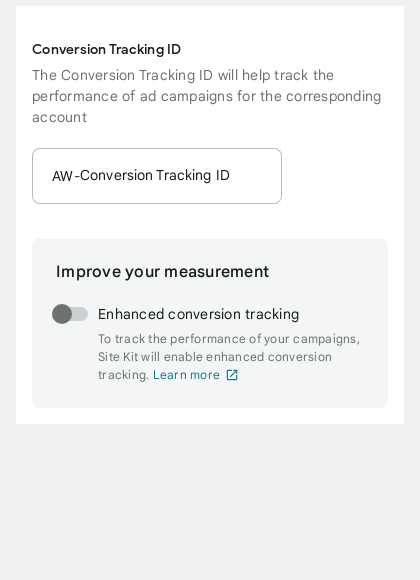 Conversion Tracking ID
The Conversion Tracking ID will help track the
performance of ad campaigns for the corresponding
account
AW-Conversion Tracking ID
Improve your measurement
Enhanced conversion tracking
To track the performance of your campaigns,
Site Kit will enable enhanced conversion
tracking. Learn more